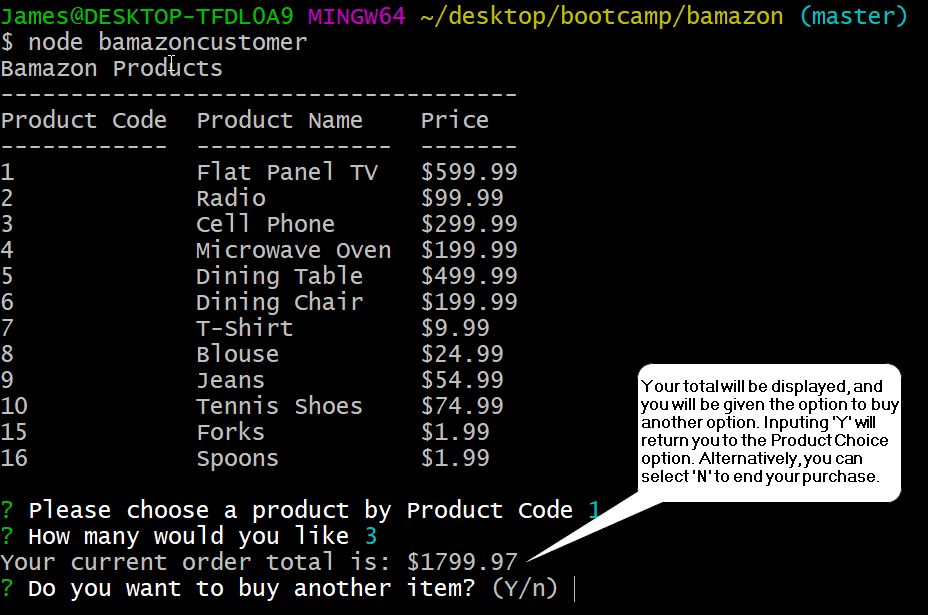 James@DESKTOP-TFDL0A9 MINGW64 ~/desktop/bootcamp/bamazon (master)
$ node bamazoncustomer
Bamazon Products
-------------------------------------
Product Code  Product Name    Price
------------  --------------  -------
1             Flat Panel TV   $599.99
2             Radio           $99.99
3             Cell Phone      $299.99
4             Microwave Oven  $199.99
5             Dining Table    $499.99
6             Dining Chair    $199.99
7             T-Shirt         $9.99
8             Blouse          $24.99
9             Jeans           $54.99
10            Tennis Shoes    $74.99
15            Forks           $1.99
16            Spoons          $1.99
? Please choose a product by Product Code 1
? How many would you like 3
Your current order total is: $1799.97
? Do you want to buy another item? (Y/n)
Your total will be displayed, and
you will be given the option to buy
another option. Inputing 'Y' will
return you to the Product Choice
option. Alternatively, you can
select 'N' to end your purchase.